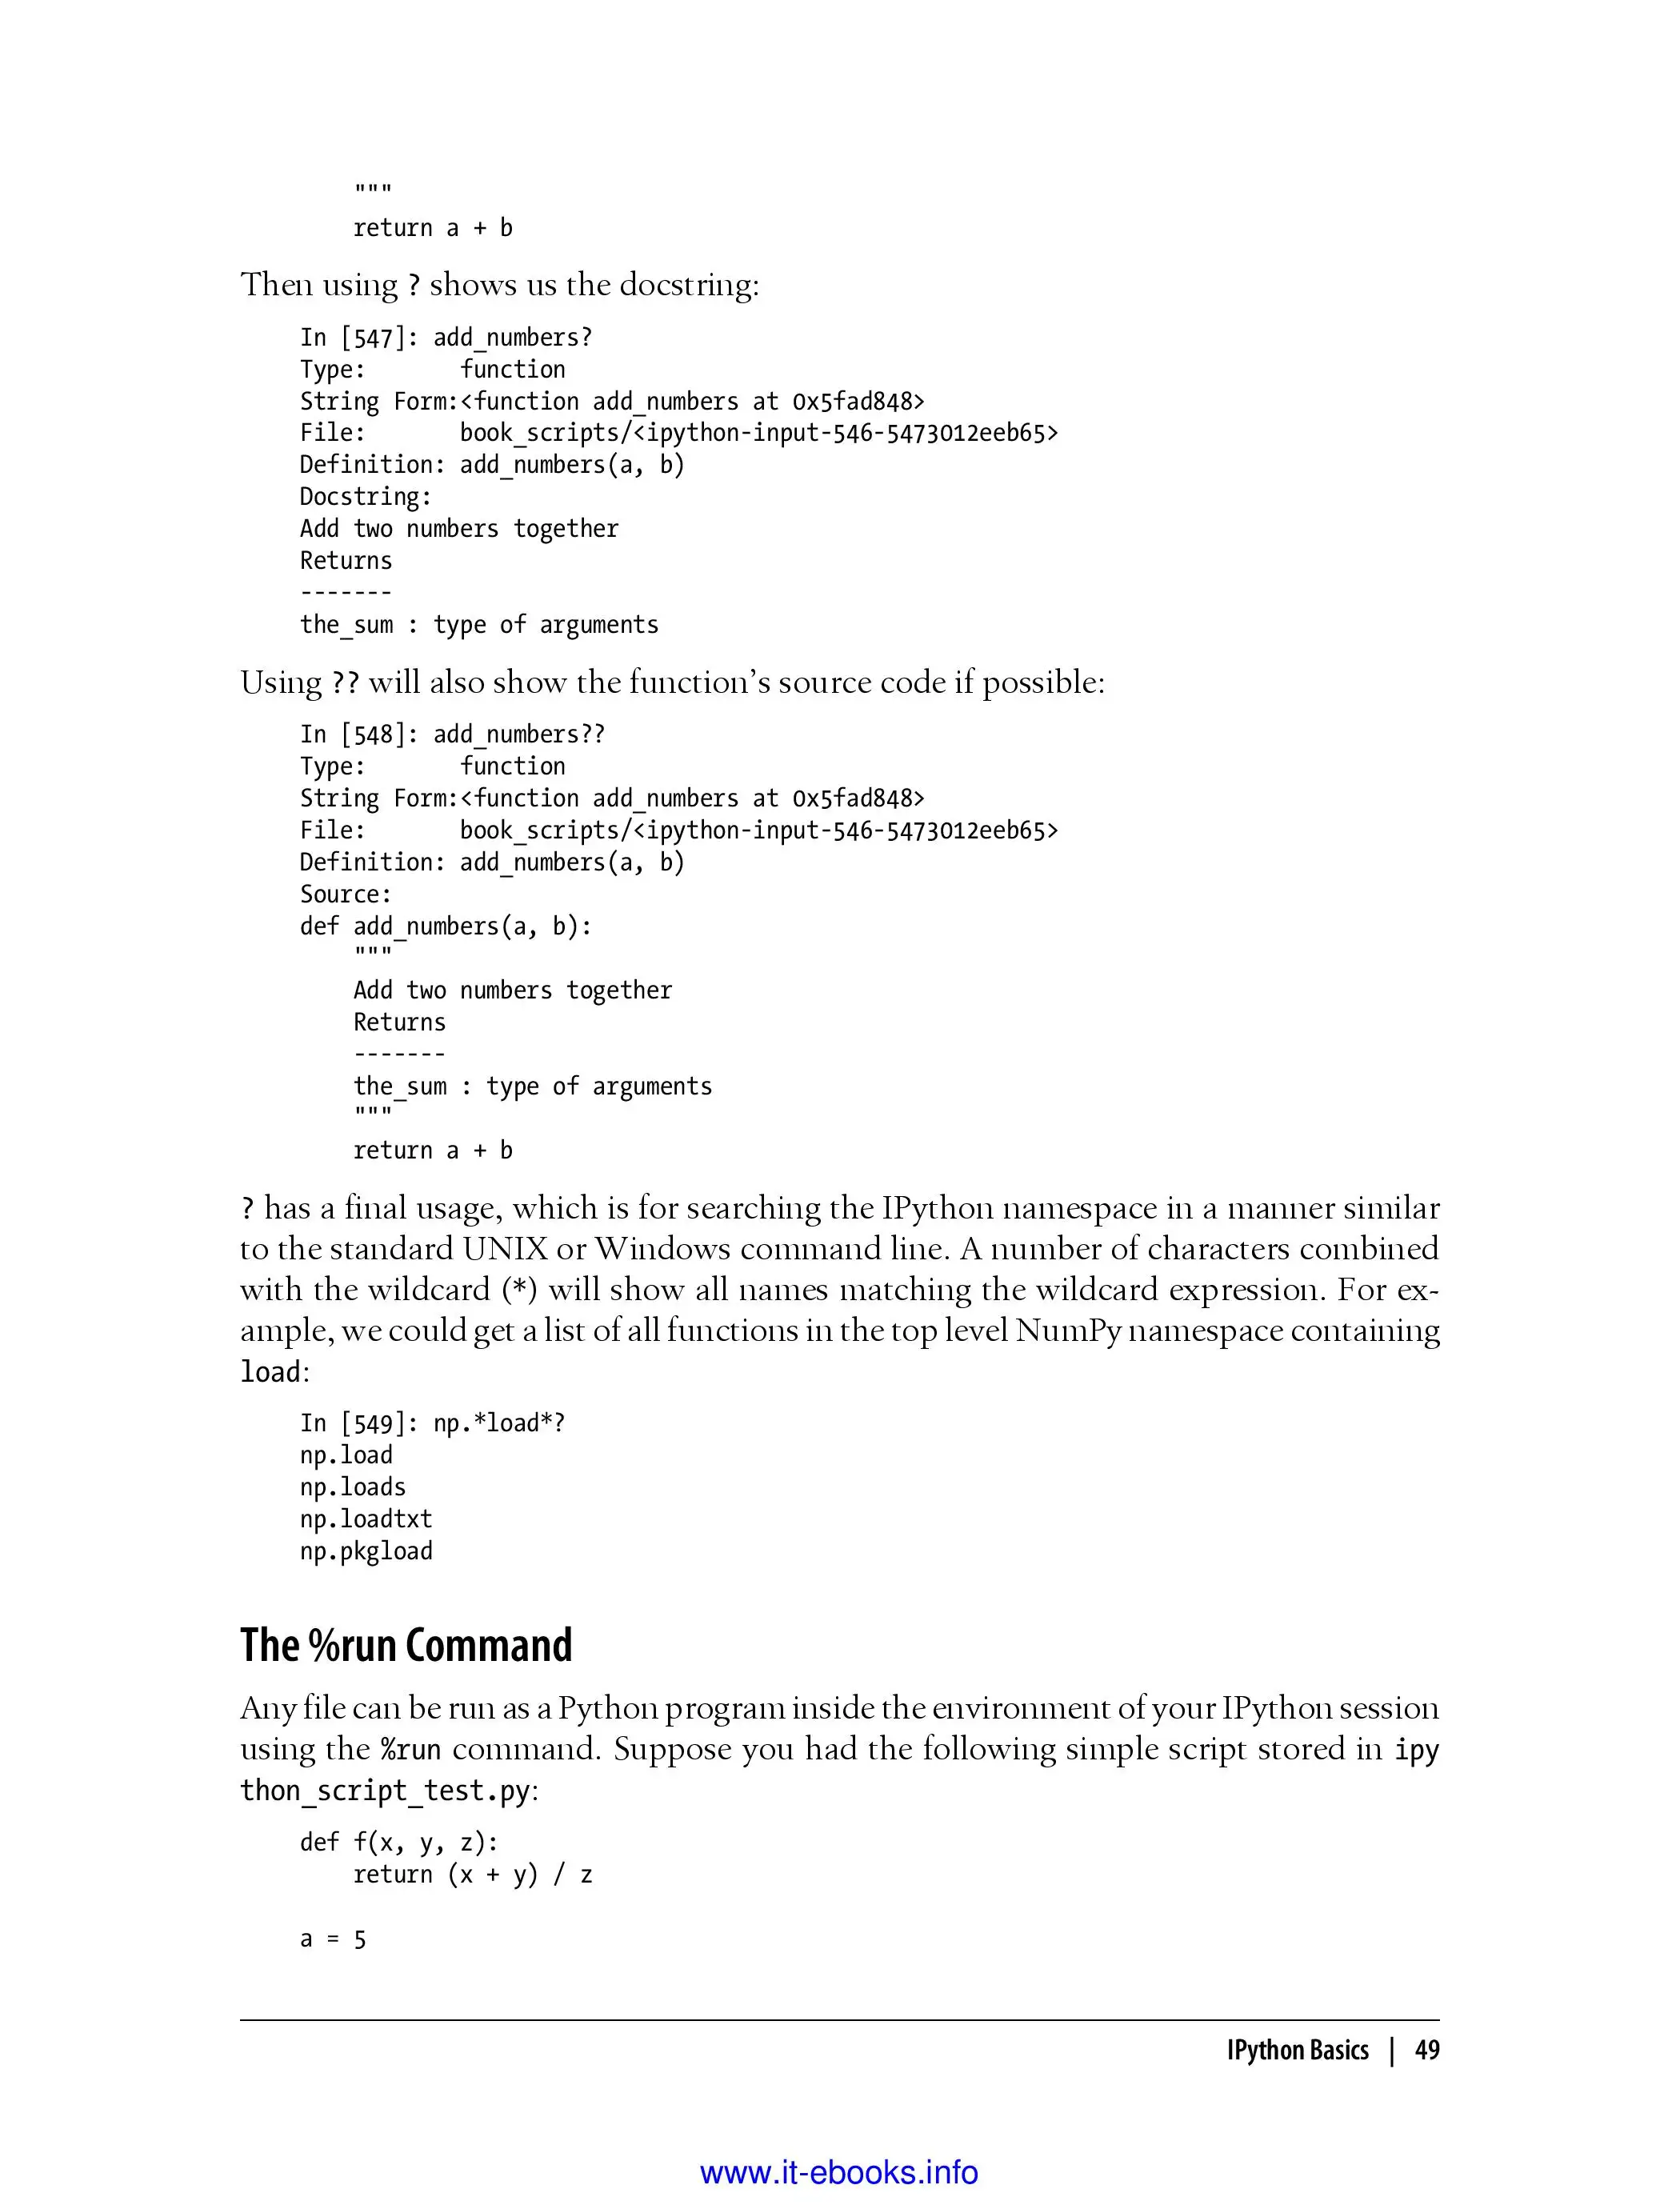 """
    return a + b
Then using ? shows us the docstring:
In [547]: add_numbers?
Type:       function
String Form:<function add_numbers at 0x5fad848>
File:       book_scripts/<ipython-input-546-5473012eeb65>
Definition: add_numbers(a, b)
Docstring:
Add two numbers together
Returns
-------
the_sum : type of arguments
Using ?? will also show the function’s source code if possible:
In [548]: add_numbers??
Type:       function
String Form:<function add_numbers at 0x5fad848>
File:       book_scripts/<ipython-input-546-5473012eeb65>
Definition: add_numbers(a, b)
Source:
def add_numbers(a, b):
    """
    Add two numbers together
    Returns
    -------
    the_sum : type of arguments
    """
    return a + b
? has a final usage, which is for searching the IPython namespace in a manner similar
to the standard UNIX or Windows command line. A number of characters combined
with the wildcard (*) will show all names matching the wildcard expression. For ex-
ample, we could get a list of all functions in the top level NumPy namespace containing
load:
In [549]: np.*load*?
np.load
np.loads
np.loadtxt
np.pkgload
The %run Command
Any file can be run as a Python program inside the environment of your IPython session
using the %run command. Suppose you had the following simple script stored in ipy
thon_script_test.py:
def f(x, y, z):
    return (x + y) / z
a = 5
IPython Basics | 49
www.it-ebooks.info